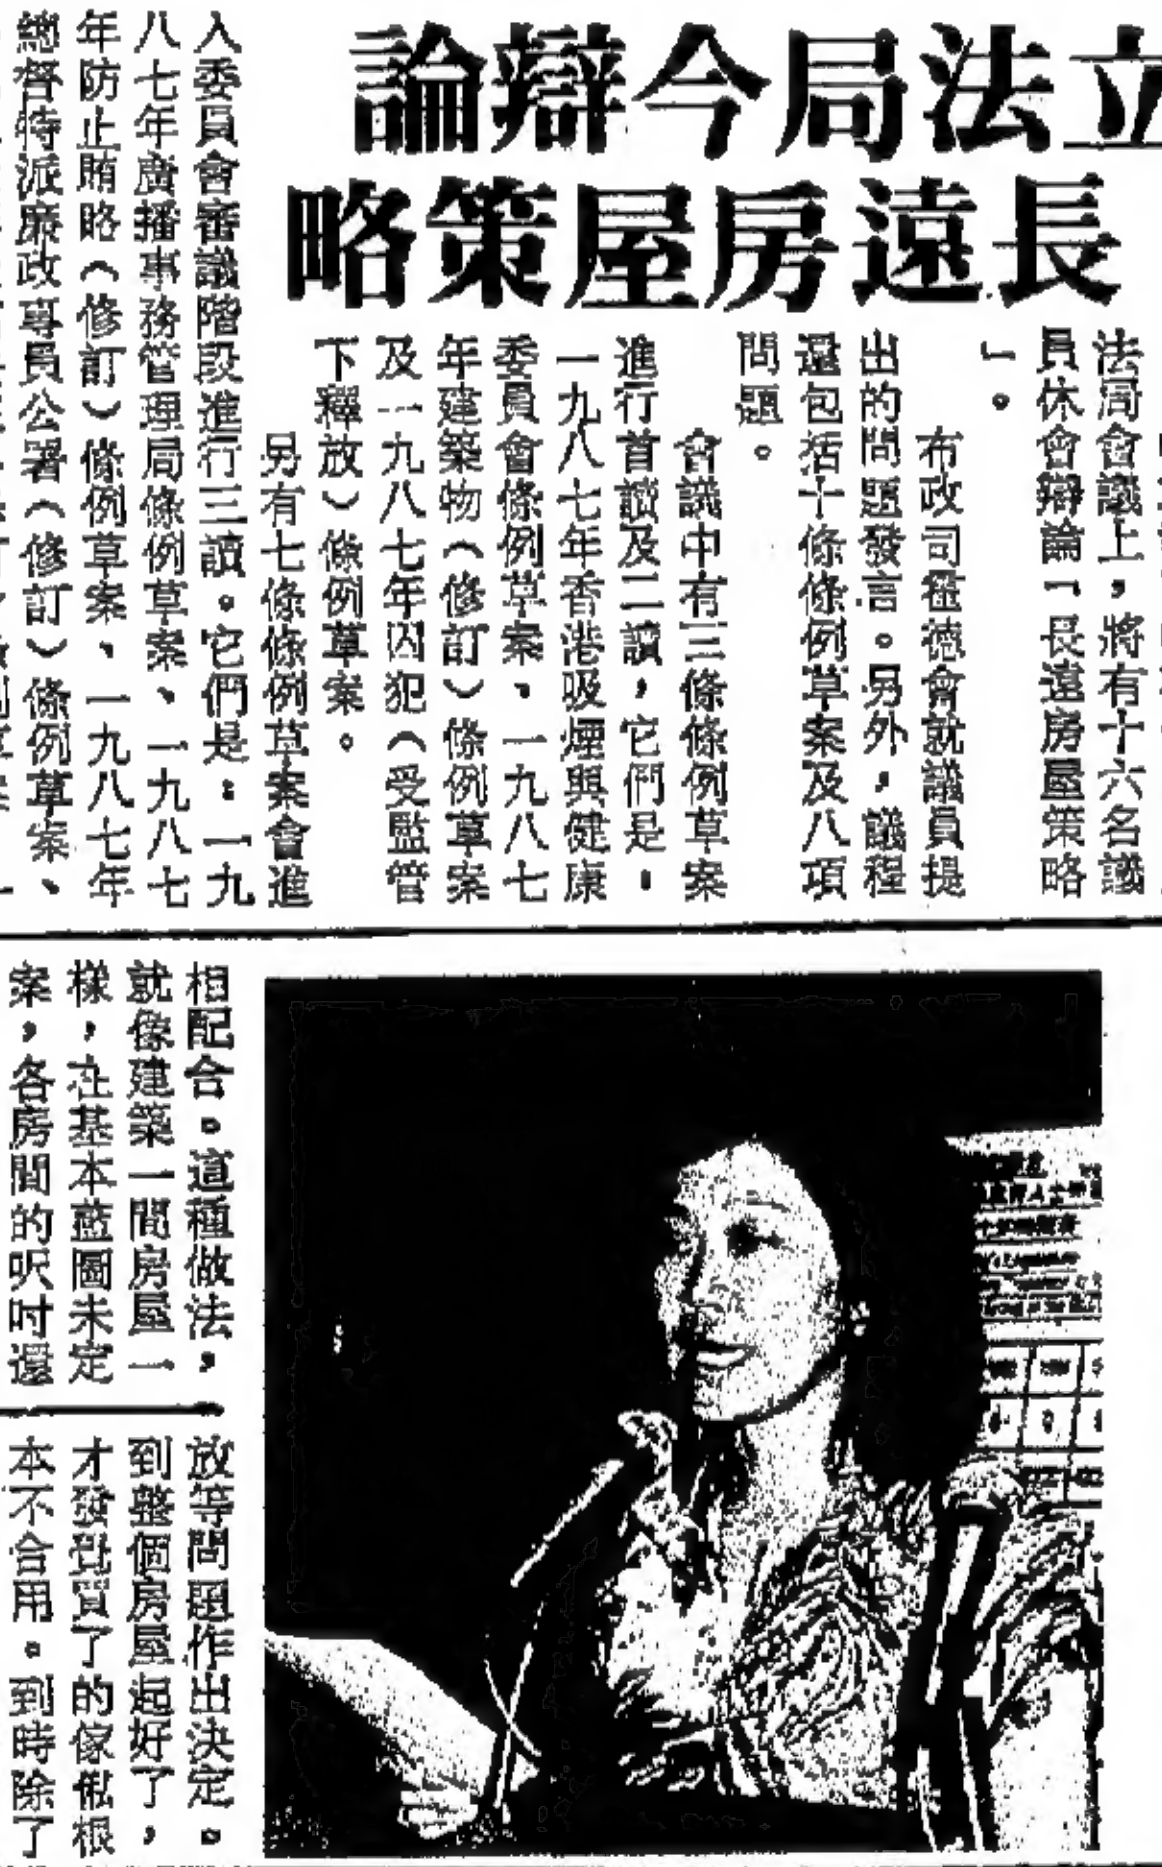 立法局今辯論
長遠房屋策略
法局會議上，將有十六名議
員休會辯論「長遠房屋策略
」。
布政司霍德會就議員提
出的問題發言。另外，議程
還包括十條條例草案及八項
問題。
會議中有三條條例草案
進行首讀及二讀，它們是：
一九八七年香港吸煙與健康
委員會條例草案、一九八七
年建築物（修訂）條例草案
及一九八七年囚犯（受監管
下釋放）條例草案。
另有七條條例草案會進
入委員會審議階段進行三讀。它們是：一九
八七年廣播事務管理局條例草案、一九八七
年防止賄賂（修訂）條例草案、一九八七年
總督特派廉政專員公署（修訂）條例草案、
相配合。這種做法，
就像建築一間房屋一
樣，在基本藍圖未定
案，各房間的呎吋還
放等問題作出決定。
到整個房屋起好了，
才發覺買了的傢俬根
本不合用。到時除了